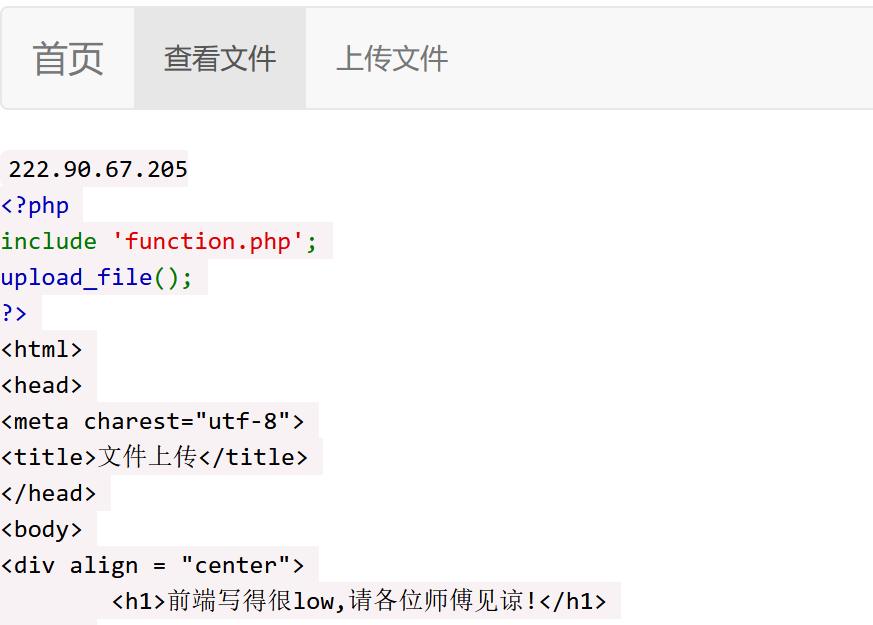 首页 查看文件 上传文件
222.90.67.205
<?php
include 'function.php';
upload_file();
?>
<html>
<head>
<meta charest="utf-8">
<title>文件上传</title>
</head>
<body>
<div align = "center">
<h1>前端写得很low,请各位师傅见谅!</h1>